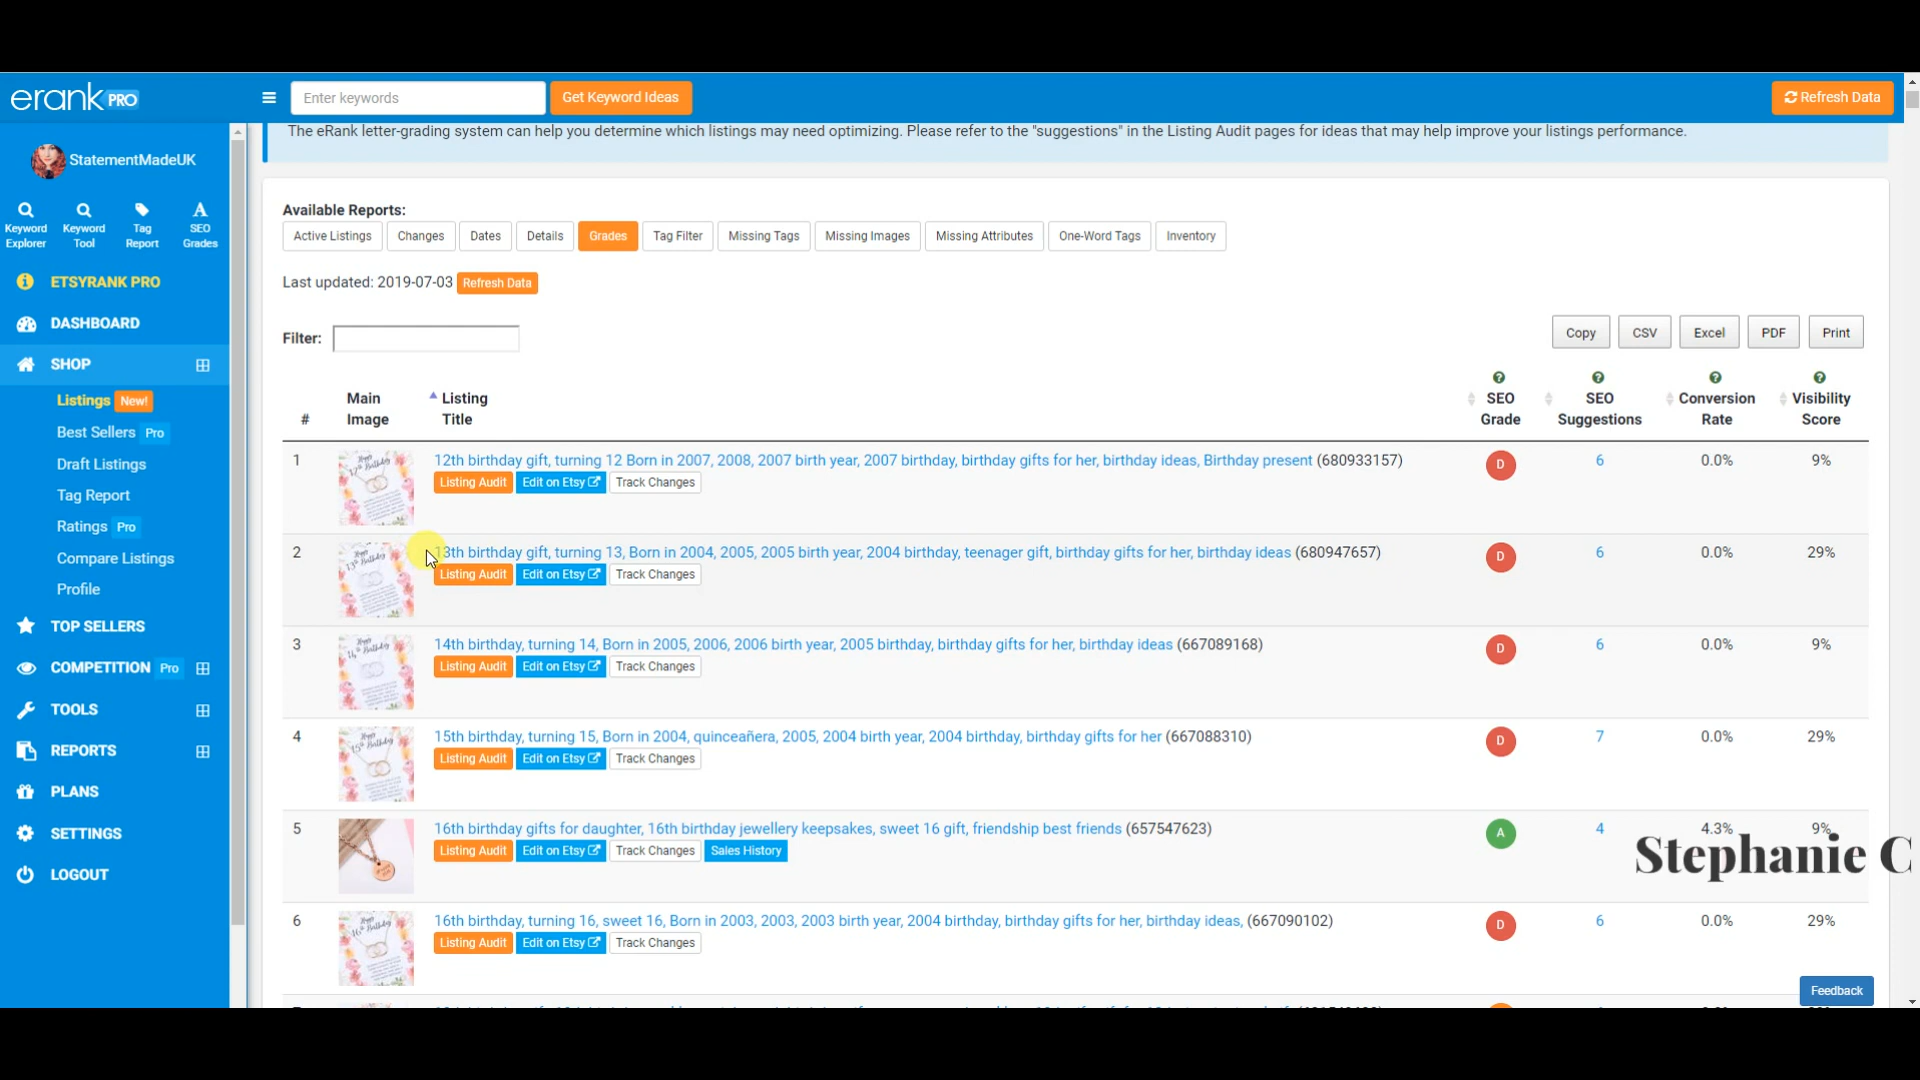 erank PRO
Enter keywords
Get Keyword Ideas
Refresh Data
The eRank letter-grading system can help you determine which listings may need optimizing. Please refer to the "suggestions" in the Listing Audit pages for ideas that may help improve your listings performance.
StatementMadeUK
Keyword Explorer
Keyword Tool
Tag Report
A
SEO Grades
ETSYRANK PRO
DASHBOARD
SHOP
Listings New!
Best Sellers Pro
Draft Listings
Tag Report
Ratings Pro
Compare Listings
Profile
TOP SELLERS
COMPETITION Pro
TOOLS
REPORTS
PLANS
SETTINGS
LOGOUT
Available Reports:
Active Listings Changes Dates Details Grades Tag Filter Missing Tags Missing Images Missing Attributes One-Word Tags Inventory
Last updated: 2019-07-03 Refresh Data
Filter:
Copy CSV Excel PDF Print
# Main Image Listing Title SEO Grade SEO Suggestions Conversion Rate Visibility Score
1 12th birthday gift, turning 12 Born in 2007, 2008, 2007 birth year, 2007 birthday, birthday gifts for her, birthday ideas, Birthday present (680933157) D 6 0.0% 9%
Listing Audit Edit on Etsy Track Changes
2 13th birthday gift, turning 13, Born in 2004, 2005, 2005 birth year, 2004 birthday, teenager gift, birthday gifts for her, birthday ideas (680947657) D 6 0.0% 29%
Listing Audit Edit on Etsy Track Changes
3 14th birthday, turning 14, Born in 2005, 2006, 2006 birth year, 2005 birthday, birthday gifts for her, birthday ideas (667089168) D 6 0.0% 9%
Listing Audit Edit on Etsy Track Changes
4 15th birthday, turning 15, Born in 2004, quinceañera, 2005, 2004 birth year, 2004 birthday, birthday gifts for her (667088310) D 7 0.0% 29%
Listing Audit Edit on Etsy Track Changes
5 16th birthday gifts for daughter, 16th birthday jewellery keepsakes, sweet 16 gift, friendship best friends (657547623) A 4 4.3% 9%
Listing Audit Edit on Etsy Track Changes Sales History
Stephanie C
6 16th birthday, turning 16, sweet 16, Born in 2003, 2003, 2003 birth year, 2004 birthday, birthday gifts for her, birthday ideas, (667090102) D 6 0.0% 29%
Listing Audit Edit on Etsy Track Changes
Feedback